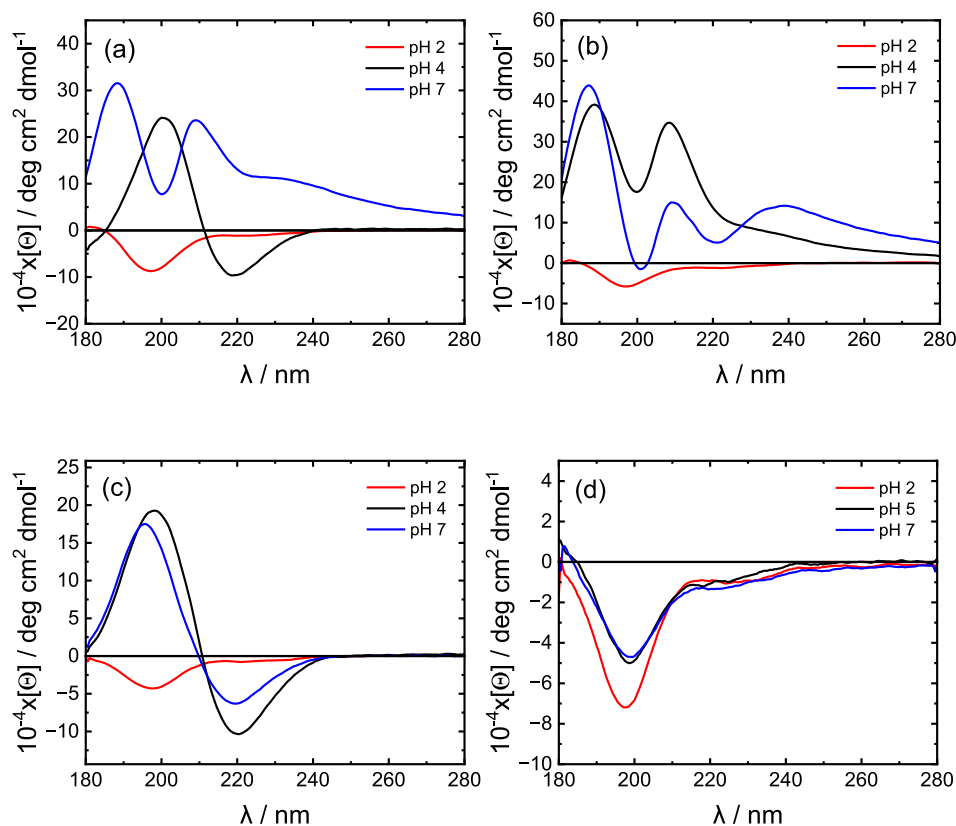 (a)
pH 2
pH 4
pH 7
40
30
20
10
0
−10
−20
180 200 220 240 260 280
10⁻⁴x[Θ] / deg cm² dmol⁻¹
λ / nm
(b)
pH 2
pH 4
pH 7
60
50
40
30
20
10
0
−10
180 200 220 240 260 280
10⁻⁴x[Θ] / deg cm² dmol⁻¹
λ / nm
(c)
pH 2
pH 4
pH 7
25
20
15
10
5
0
−5
−10
180 200 220 240 260 280
10⁻⁴x[Θ] / deg cm² dmol⁻¹
λ / nm
(d)
pH 2
pH 5
pH 7
4
2
0
−2
−4
−6
−8
−10
180 200 220 240 260 280
10⁻⁴x[Θ] / deg cm² dmol⁻¹
λ / nm